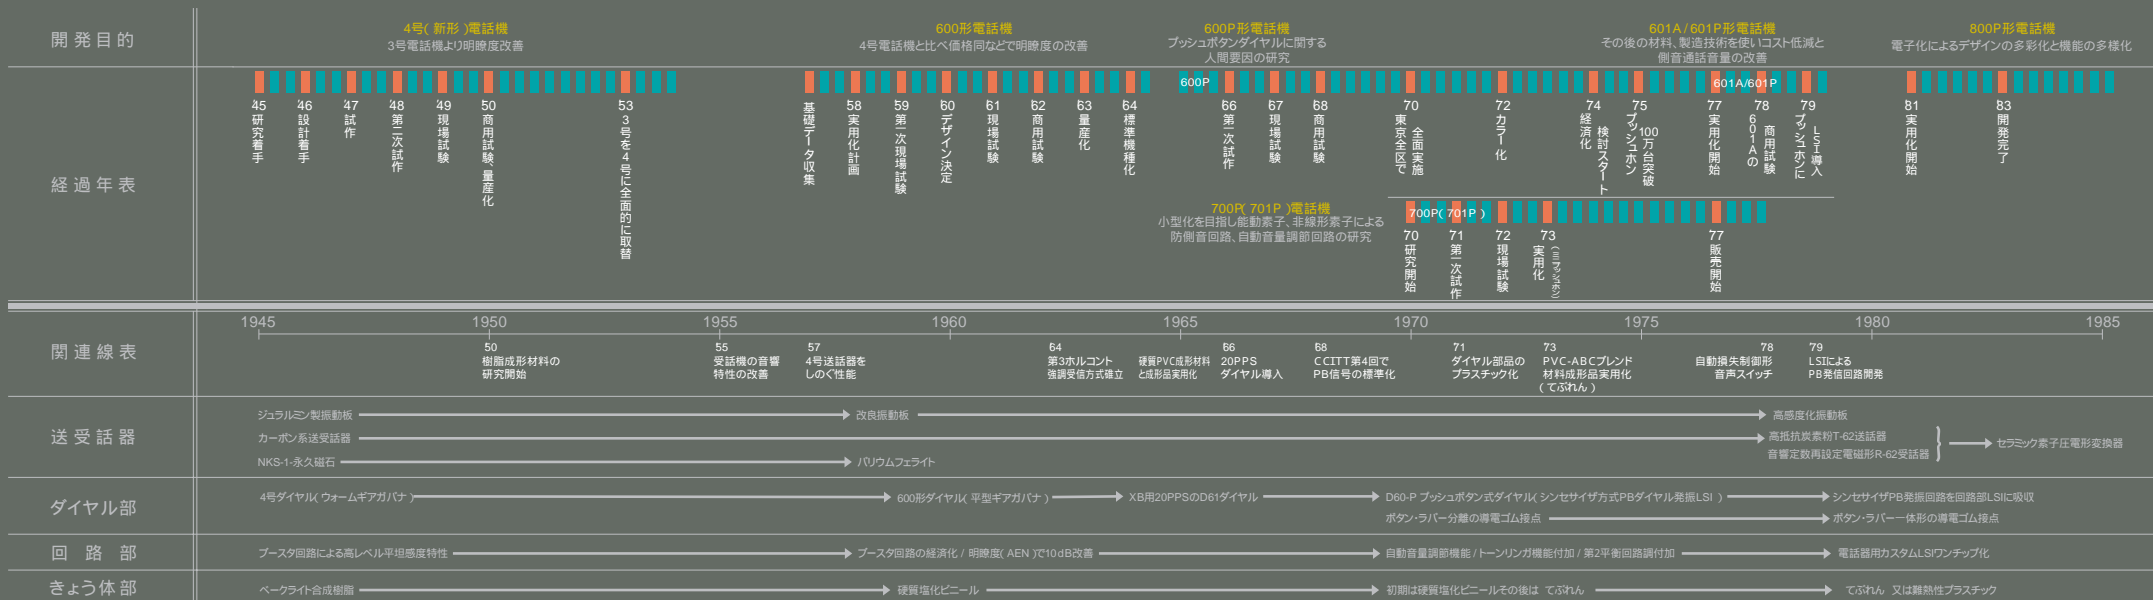 開発目的
4号(新形)電話機
3号電話機より明瞭度改善
600形電話機
4号電話機と比べ価格同などで明瞭度の改善
600P形電話機
プッシュボタンダイヤルに関する
人間要因の研究
601A/601P形電話機
その後の材料、製造技術を使いコスト低減と
側音通話音量の改善
800P形電話機
電子化によるデザインの多彩化と機能の多様化
経過年表
45 研究着手
46 設計着手
47 試作
48 第二次試作
49 現場試験
50 商用試験、量産化
53 3号を4号に全面的に取替
基礎データ収集
58 実用化計画
59 第一次現場試験
60 デザイン決定
61 現場試験
62 商用試験
63 量産化
64 標準機種化
600P
66 第一次試作
67 現場試験
68 商用試験
70 東京全区で
全面実施
72 カラー化
74 経済化
検討スタート
75 プッシュホン
100万台突破
601A/601P
77 実用化開始
78 601Aの
商用試験
79 プッシュホンに
LSI導入
81 実用化開始
83 開発完了
700P(701P)電話機
小型化を目指し能動素子、非線形素子による
防側音回路、自動音量調節回路の研究
700P(701P)
70 研究開始
71 第一次試作
72 現場試験
73 実用化
(ミニプッシュホン)
77 販売開始
関連線表
1945
1950
1955
1960
1965
1970
1975
1980
1985
50
樹脂成形材料の
研究開始
55
受話機の音響
特性の改善
57
4号送話器を
しのぐ性能
64
第3ホルコント
強調受信方式確立
硬質PVC成形材料
と成形品実用化
66
20PPS
ダイヤル導入
68
CCITT第4回で
PB信号の標準化
71
ダイヤル部品の
プラスチック化
73
PVC-ABCブレンド
材料成形品実用化
(てぶれん)
78
自動損失制御形
音声スイッチ
79
LSIによる
PB発信回路開発
送受話器
ジュラルミン製振動板
改良振動板
高感度化振動板
カーボン系送受話器
高抵抗炭素粉T-62送話器
音響定数再設定電磁形R-62受話器
セラミック素子圧電形変換器
NKS-1-永久磁石
バリウムフェライト
ダイヤル部
4号ダイヤル(ウォームギアガバナ)
600形ダイヤル(平型ギアガバナ)
XB用20PPSのD61ダイヤル
D60-P プッシュボタン式ダイヤル(シンセサイザ方式PBダイヤル発振LSI)
シンセサイザPB発振回路を回路部LSIに吸収
ボタン・ラバー分離の導電ゴム接点
ボタン・ラバー一体形の導電ゴム接点
回路部
ブースタ回路による高レベル平坦感度特性
ブースタ回路の経済化/明瞭度(AEN)で10dB改善
自動音量調節機能/トーンリンガ機能付加/第2平衡回路調付加
電話器用カスタムLSIワンチップ化
きょう体部
ベークライト合成樹脂
硬質塩化ビニール
初期は硬質塩化ビニールその後は てぶれん
てぶれん 又は難熱性プラスチック